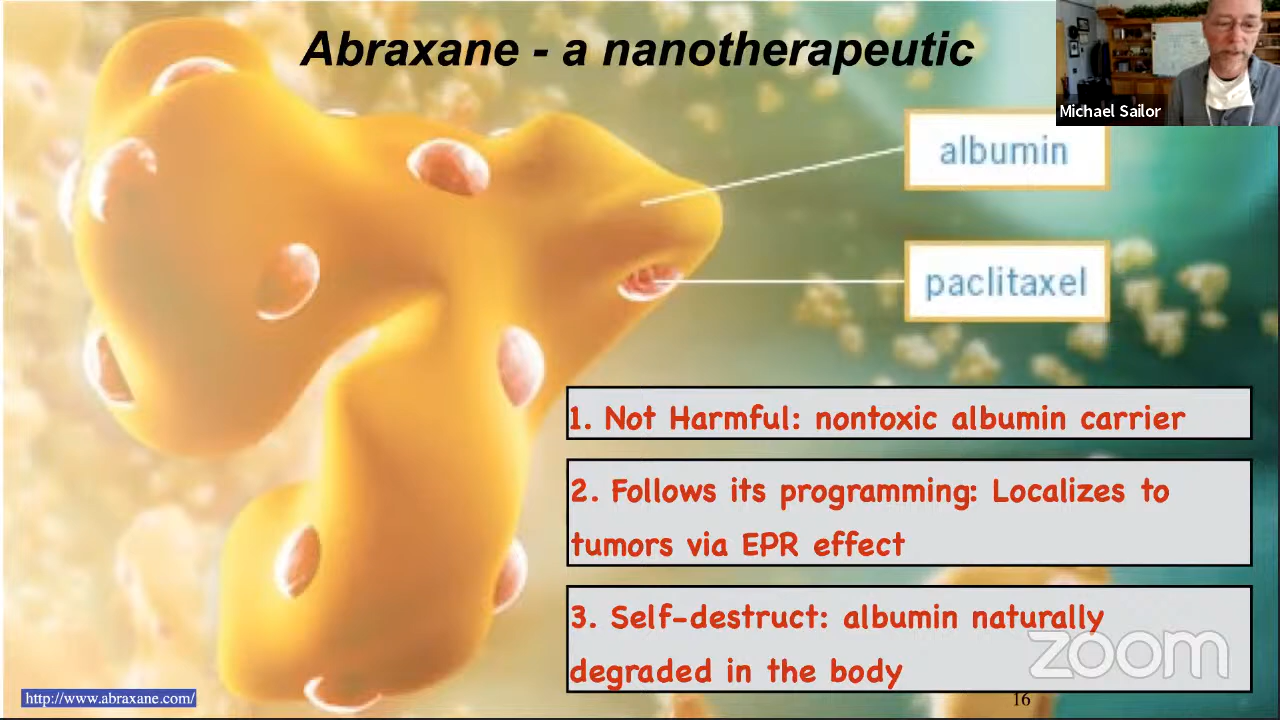 Abraxane - a nanotherapeutic
Michael Sailor
albumin
paclitaxel
1. Not Harmful: nontoxic albumin carrier
2. Follows its programming: Localizes to
tumors via EPR effect
3. Self-destruct: albumin naturally
degraded in the body
zoom
http://www.abraxane.com/
16